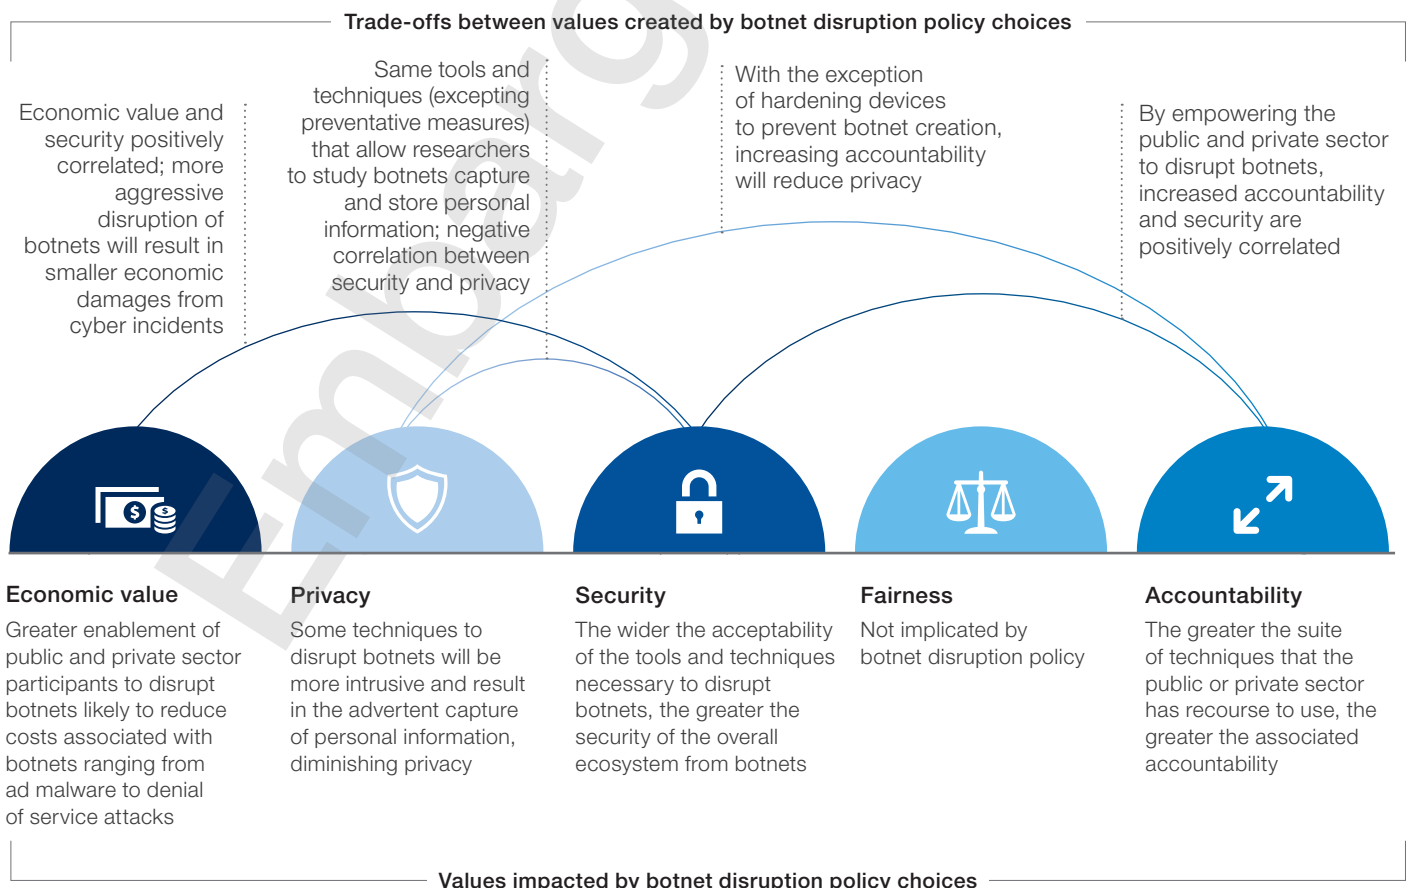 Trade-offs between values created by botnet disruption policy choices
Economic value and
security positively
correlated; more
aggressive
disruption of
botnets will result in
smaller economic
damages from
cyber incidents
Same tools and
techniques (excepting
preventative measures)
that allow researchers
to study botnets capture
and store personal
information; negative
correlation between
security and privacy
With the exception
of hardening devices
to prevent botnet creation,
increasing accountability
will reduce privacy
By empowering the
public and private sector
to disrupt botnets,
increased accountability
and security are
positively correlated
$
$
Economic value
Greater enablement of
public and private sector
participants to disrupt
botnets likely to reduce
costs associated with
botnets ranging from
ad malware to denial
of service attacks
Privacy
Some techniques to
disrupt botnets will be
more intrusive and result
in the advertent capture
of personal information,
diminishing privacy
Security
The wider the acceptability
of the tools and techniques
necessary to disrupt
botnets, the greater the
security of the overall
ecosystem from botnets
Fairness
Not implicated by
botnet disruption policy
Accountability
The greater the suite
of techniques that the
public or private sector
has recourse to use, the
greater the associated
accountability
Values impacted by botnet disruption policy choices
Embarg